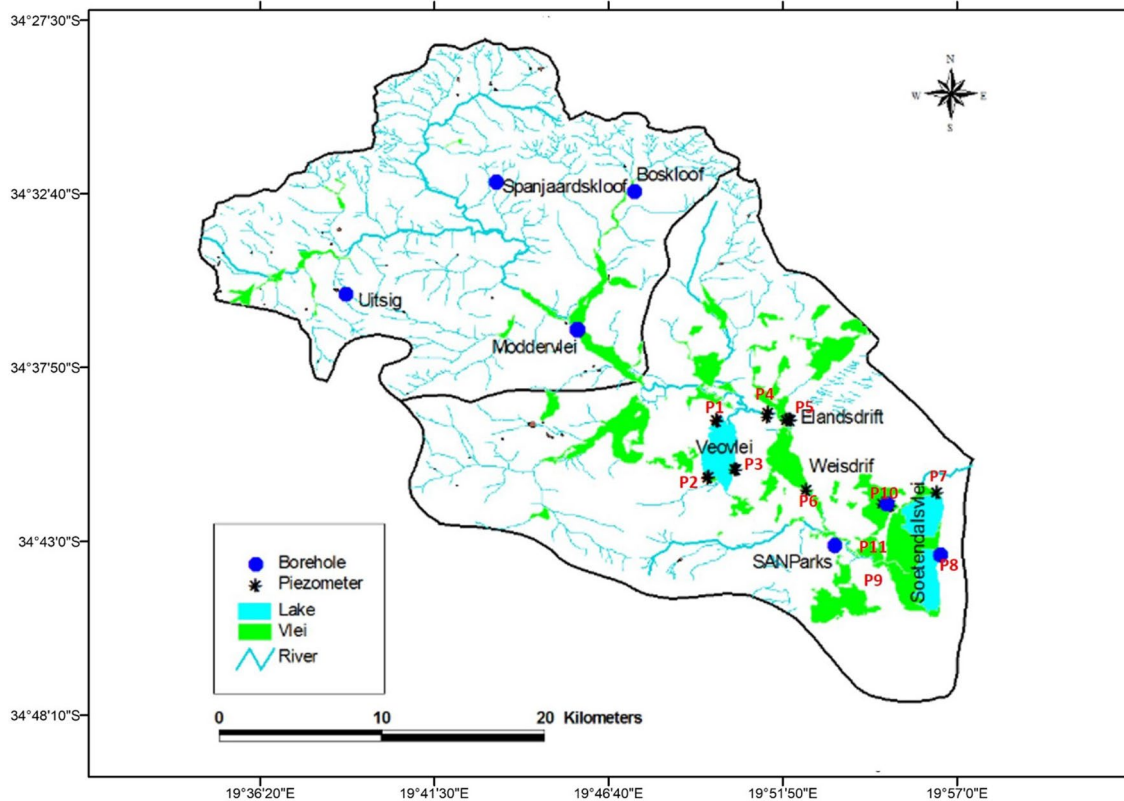 34°27'30"S
N
W E
S
34°32'40"S
Spanjaardskloof
Boskloof
Uitsig
Moddervlei
34°37'50"S
P4
P1 P5
Elandsdrift
Veovlei
P3 Weisdrif
P2
P7
P6 P10
34°43'0"S
P11
SANParks
Soetendalsvlei
P8
P9
Borehole
Piezometer
Lake
Vlei
River
34°48'10"S
0 10 20 Kilometers
19°36'20"E 19°41'30"E 19°46'40"E 19°51'50"E 19°57'0"E